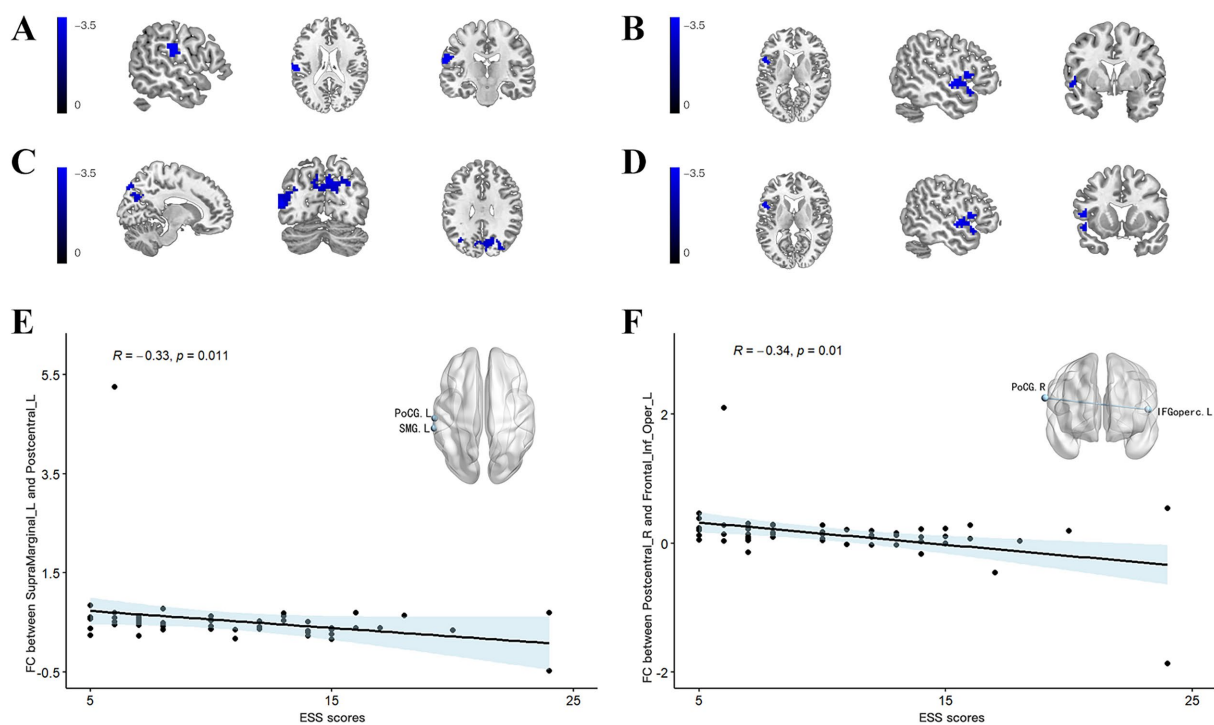 A
−3.5
0
B
−3.5
0
C
−3.5
0
D
−3.5
0
E
R = −0.33, p = 0.011
PoCG.L
SMG.L
FC between SupraMarginal_L and Postcentral_L
5.5
3.5
1.5
-0.5
5
15
25
ESS scores
F
R = −0.34, p = 0.01
PoCG.R
IFGoperc.L
FC between Postcentral_R and Frontal_Inf_Oper_L
2
0
-2
5
15
25
ESS scores